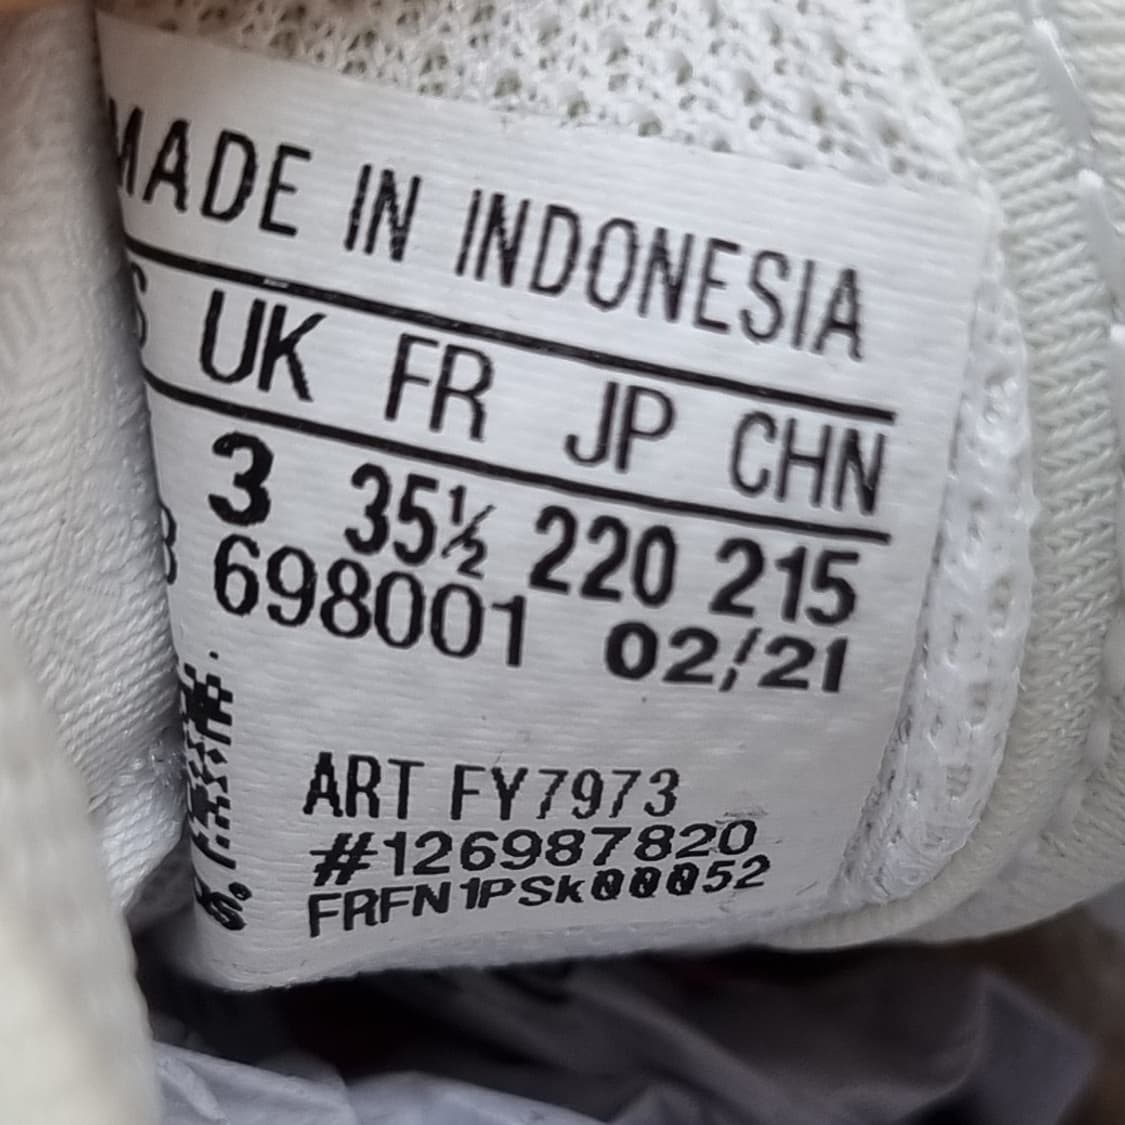 MADE IN INDONESIA
UK FR JP CHN
3 35½ 220 215
698001 02/21
ART FY7973
#126987820
FRFN1PSk00052